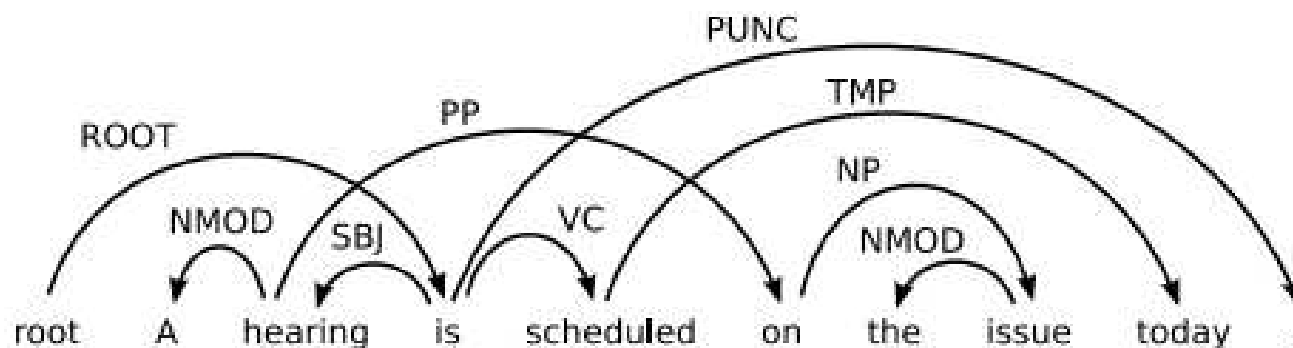 PUNC
TMP
PP
ROOT
NP
NMOD SBJ VC NMOD
root A hearing is scheduled on the issue today